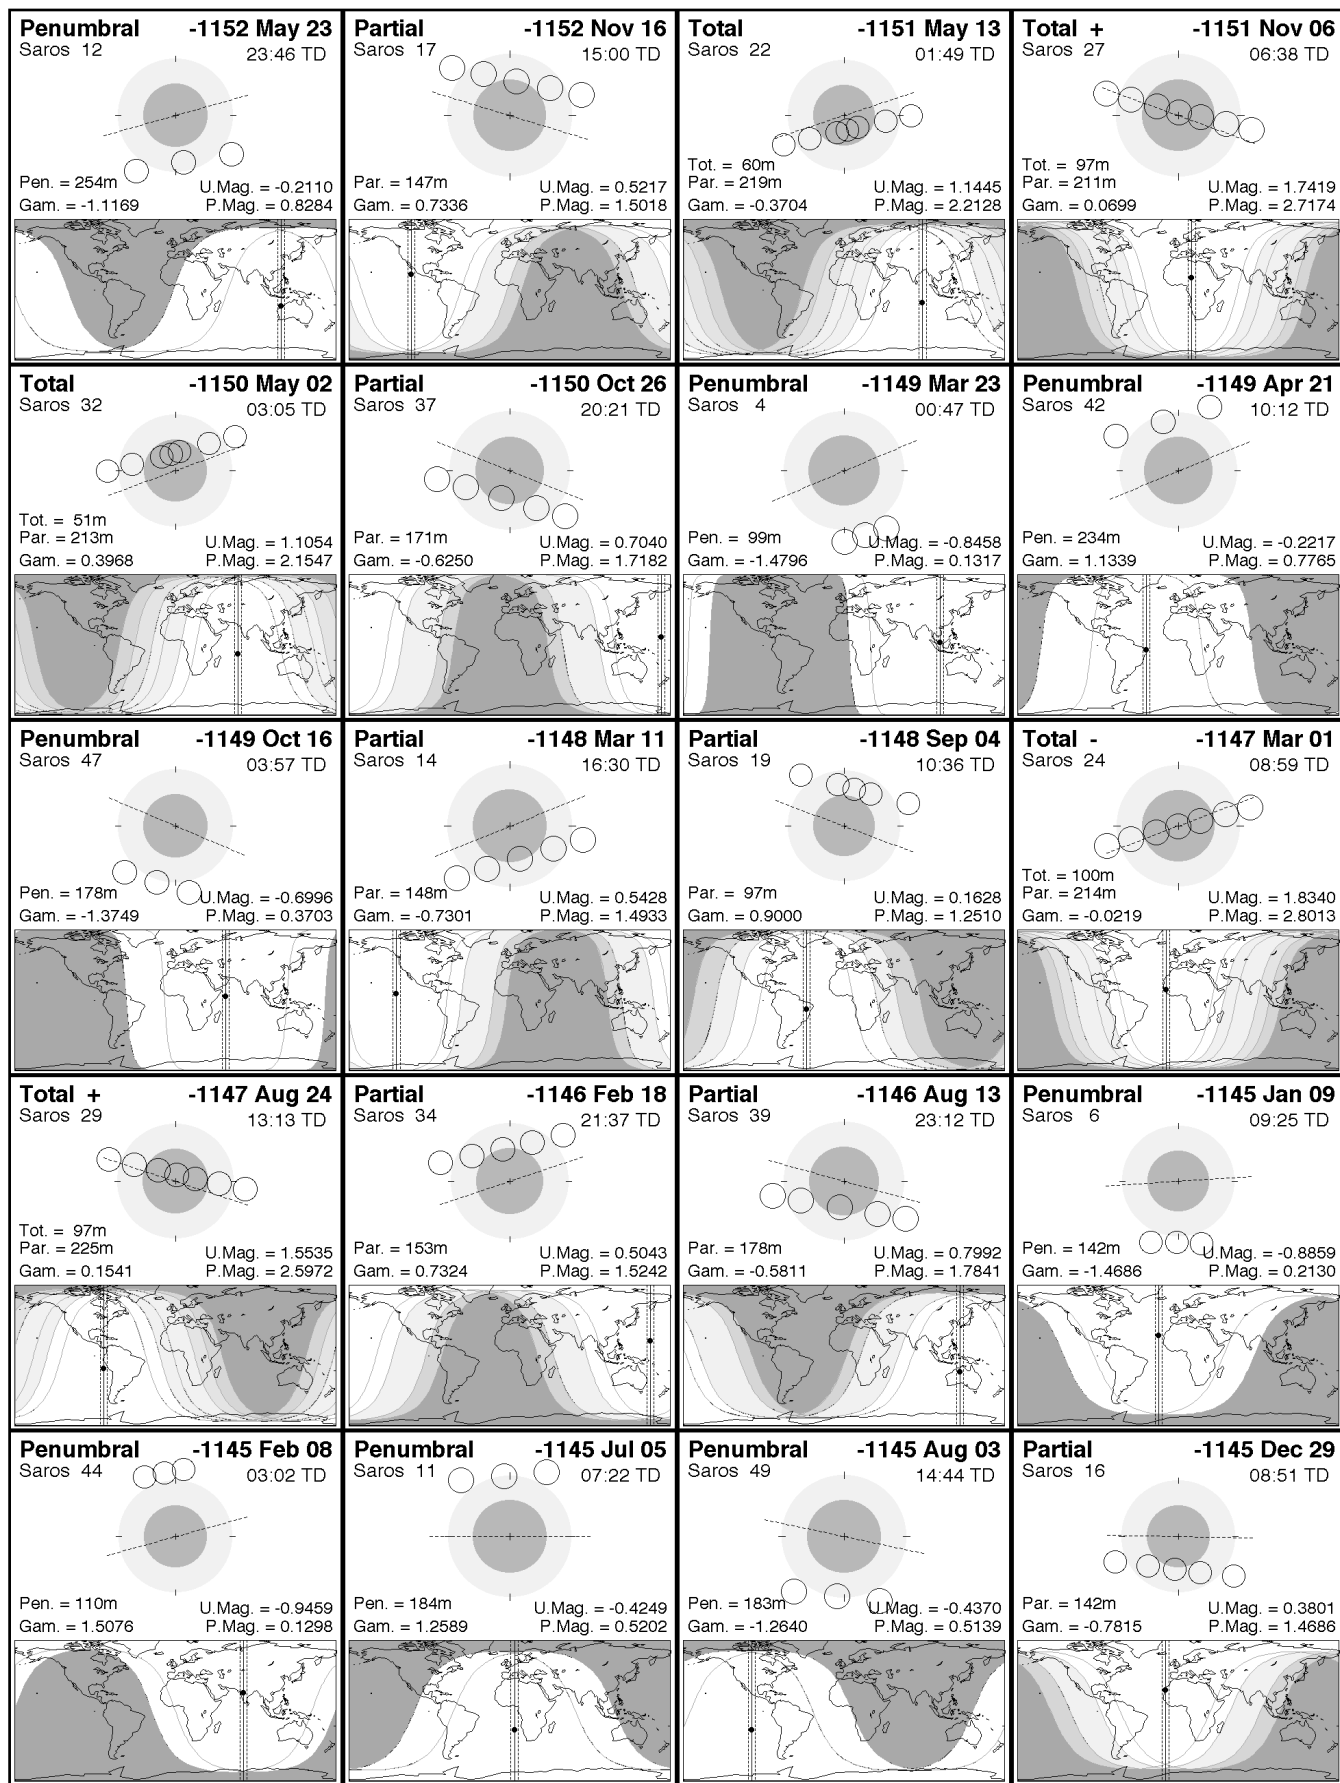 Penumbral -1152 May 23
Saros 12 23:46 TD
Pen. = 254m U.Mag. = -0.2110
Gam. = -1.1169 P.Mag. = 0.8284
Partial -1152 Nov 16
Saros 17 15:00 TD
Par. = 147m U.Mag. = 0.5217
Gam. = 0.7336 P.Mag. = 1.5018
Total -1151 May 13
Saros 22 01:49 TD
Tot. = 60m
Par. = 219m U.Mag. = 1.1445
Gam. = -0.3704 P.Mag. = 2.2128
Total + -1151 Nov 06
Saros 27 06:38 TD
Tot. = 97m
Par. = 211m U.Mag. = 1.7419
Gam. = 0.0699 P.Mag. = 2.7174
Total -1150 May 02
Saros 32 03:05 TD
Tot. = 51m
Par. = 213m U.Mag. = 1.1054
Gam. = 0.3968 P.Mag. = 2.1547
Partial -1150 Oct 26
Saros 37 20:21 TD
Par. = 171m U.Mag. = 0.7040
Gam. = -0.6250 P.Mag. = 1.7182
Penumbral -1149 Mar 23
Saros 4 00:47 TD
Pen. = 99m U.Mag. = -0.8458
Gam. = -1.4796 P.Mag. = 0.1317
Penumbral -1149 Apr 21
Saros 42 10:12 TD
Pen. = 234m U.Mag. = -0.2217
Gam. = 1.1339 P.Mag. = 0.7765
Penumbral -1149 Oct 16
Saros 47 03:57 TD
Pen. = 178m U.Mag. = -0.6996
Gam. = -1.3749 P.Mag. = 0.3703
Partial -1148 Mar 11
Saros 14 16:30 TD
Par. = 148m U.Mag. = 0.5428
Gam. = -0.7301 P.Mag. = 1.4933
Partial -1148 Sep 04
Saros 19 10:36 TD
Par. = 97m U.Mag. = 0.1628
Gam. = 0.9000 P.Mag. = 1.2510
Total - -1147 Mar 01
Saros 24 08:59 TD
Tot. = 100m
Par. = 214m U.Mag. = 1.8340
Gam. = -0.0219 P.Mag. = 2.8013
Total + -1147 Aug 24
Saros 29 13:13 TD
Tot. = 97m
Par. = 225m U.Mag. = 1.5535
Gam. = 0.1541 P.Mag. = 2.5972
Partial -1146 Feb 18
Saros 34 21:37 TD
Par. = 153m U.Mag. = 0.5043
Gam. = 0.7324 P.Mag. = 1.5242
Partial -1146 Aug 13
Saros 39 23:12 TD
Par. = 178m U.Mag. = 0.7992
Gam. = -0.5811 P.Mag. = 1.7841
Penumbral -1145 Jan 09
Saros 6 09:25 TD
Pen. = 142m U.Mag. = -0.8859
Gam. = -1.4686 P.Mag. = 0.2130
Penumbral -1145 Feb 08
Saros 44 03:02 TD
Pen. = 110m U.Mag. = -0.9459
Gam. = 1.5076 P.Mag. = 0.1298
Penumbral -1145 Jul 05
Saros 11 07:22 TD
Pen. = 184m U.Mag. = -0.4249
Gam. = 1.2589 P.Mag. = 0.5202
Penumbral -1145 Aug 03
Saros 49 14:44 TD
Pen. = 183m U.Mag. = -0.4370
Gam. = -1.2640 P.Mag. = 0.5139
Partial -1145 Dec 29
Saros 16 08:51 TD
Par. = 142m U.Mag. = 0.3801
Gam. = -0.7815 P.Mag. = 1.4686